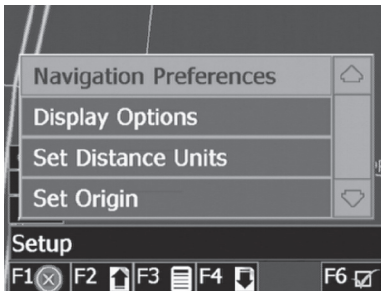 Navigation Preferences
Display Options
Set Distance Units
Set Origin
Setup
F1 F2 F3 F4 F6